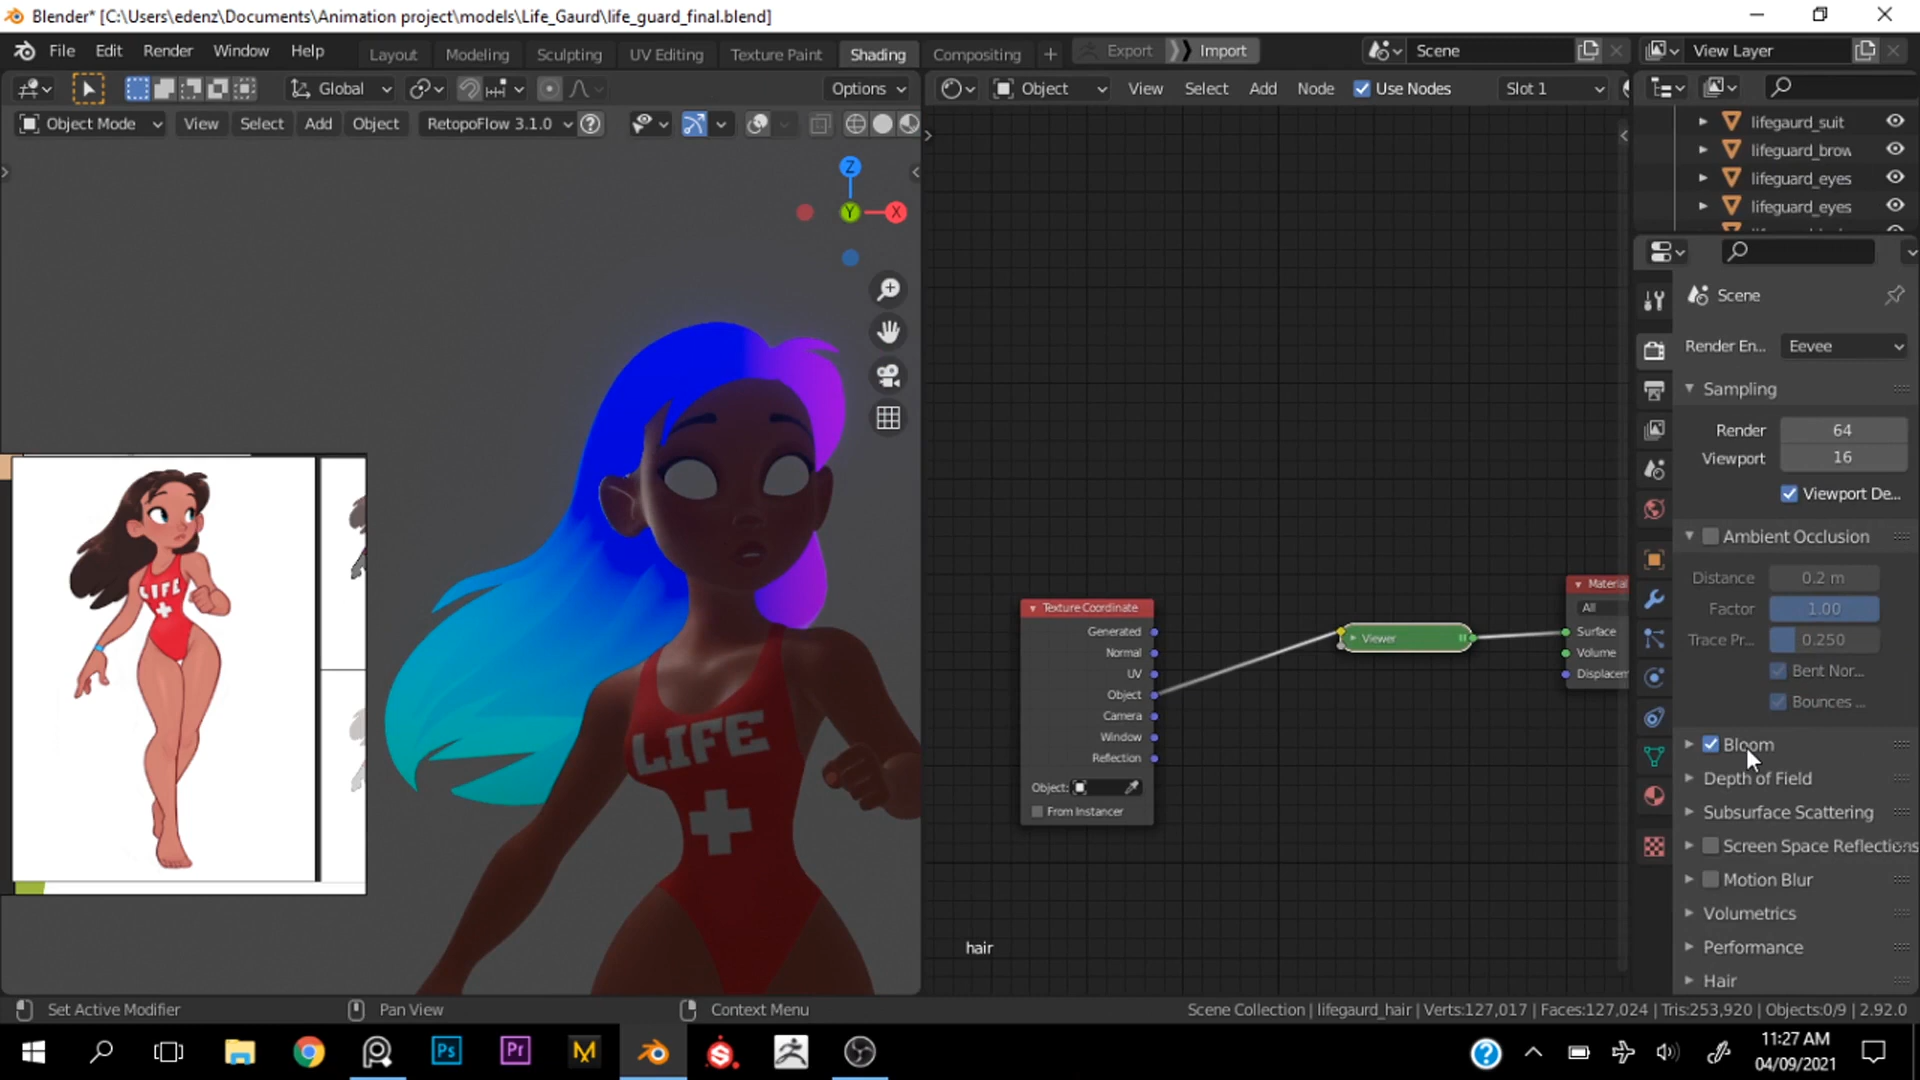 Blender* [C:\Users\edenz\Documents\Animation project\models\Life_Gaurd\life_guard_final.blend]
File Edit Render Window Help Layout Modeling Sculpting UV Editing Texture Paint Shading Compositing + Export Import Scene View Layer
Global Options Object View Select Add Node Use Nodes Slot 1
Object Mode View Select Add Object RetopoFlow 3.1.0
lifegaurd_suit
lifeguard_brow
lifeguard_eyes
lifeguard_eyes
Z
Y X
Scene
Render En... Eevee
Sampling
Render 64
Viewport 16
Viewport De...
Ambient Occlusion
Distance 0.2 m
Factor 1.00
Trace Pr... 0.250
Bent Nor...
Bounces ...
Bloom
Depth of Field
Subsurface Scattering
Screen Space Reflections
Motion Blur
Volumetrics
Performance
Hair
Texture Coordinate
Generated
Normal
UV
Object
Camera
Window
Reflection
Object:
From Instancer
Viewer
Material
All
Surface
Volume
Displacem
LIFE
LIFE
hair
Set Active Modifier Pan View Context Menu Scene Collection | lifegaurd_hair | Verts:127,017 | Faces:127,024 | Tris:253,920 | Objects:0/9 | 2.92.0
Ps Pr M S
11:27 AM
04/09/2021